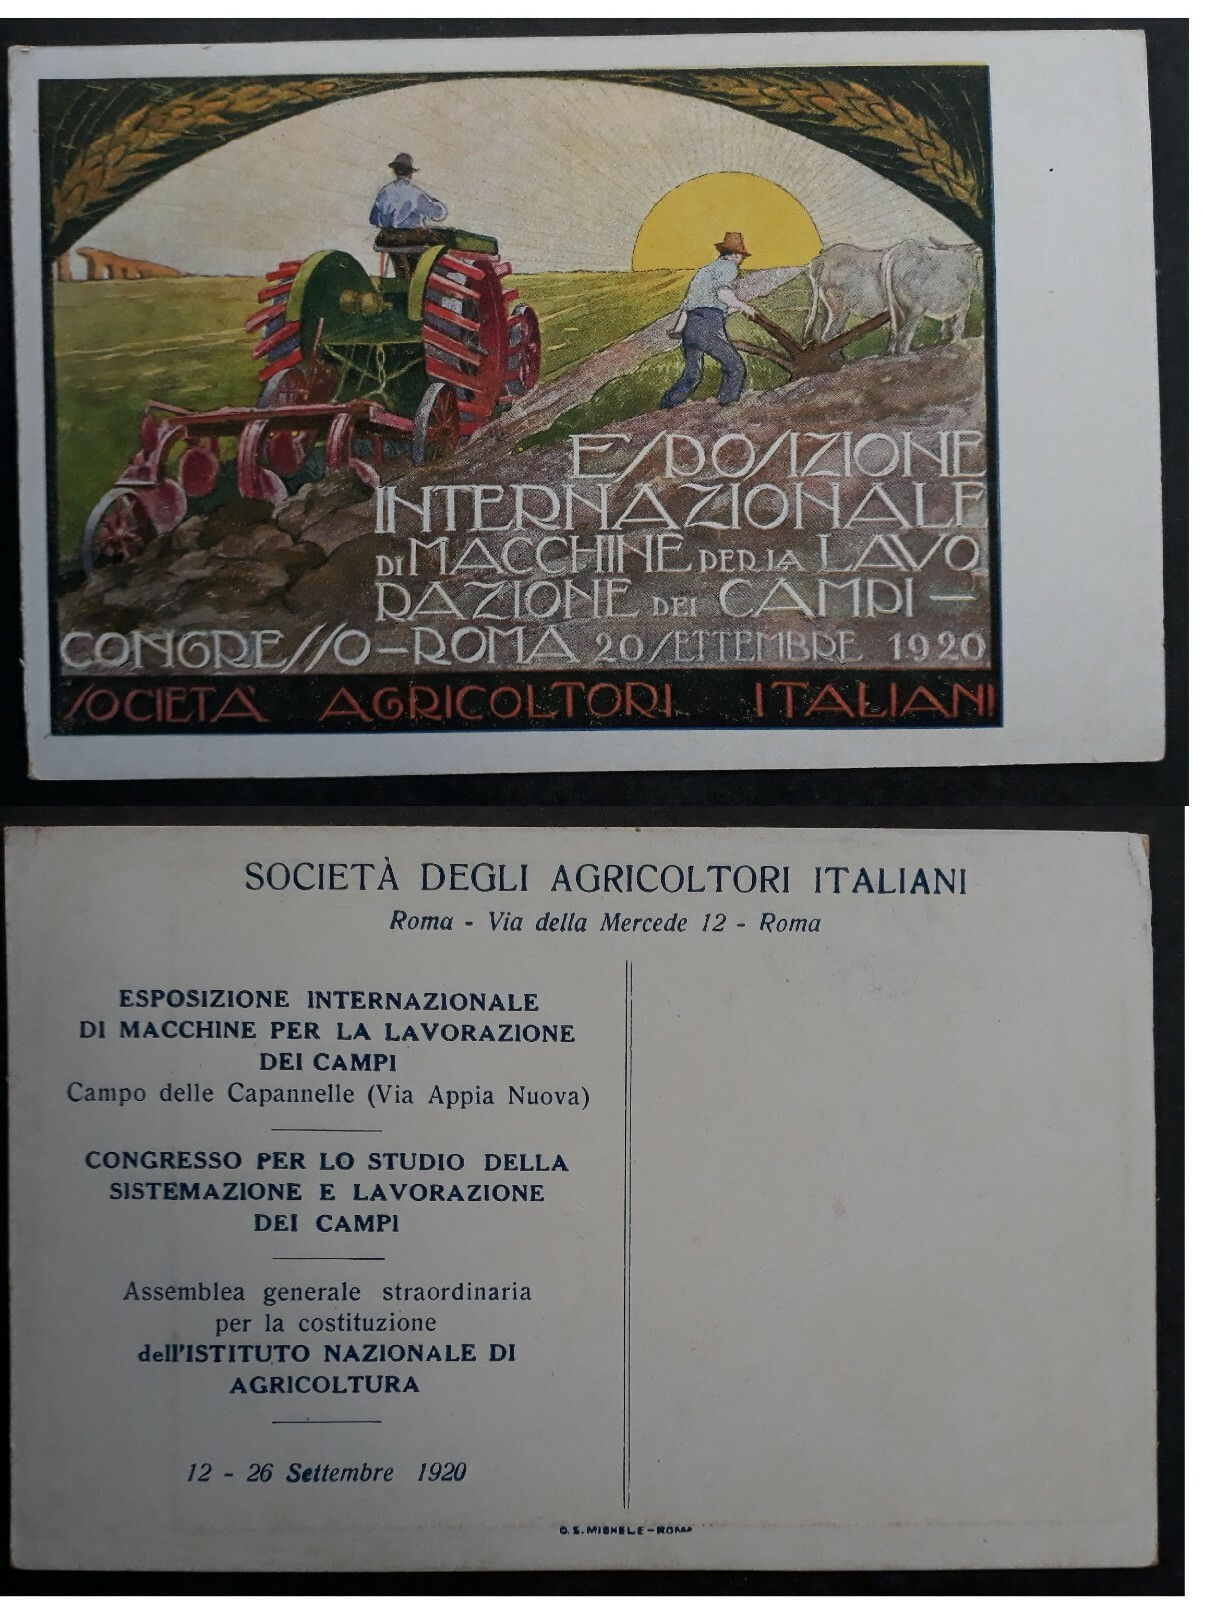 ESPOSIZIONE
INTERNAZIONALE
DI MACCHINE PER LA LAVO
RAZIONE DEI CAMPI —
CONGRESSO — ROMA 20 SETTEMBRE 1920
SOCIETÀ AGRICOLTORI ITALIANI
SOCIETÀ DEGLI AGRICOLTORI ITALIANI
Roma - Via della Mercede 12 - Roma
ESPOSIZIONE INTERNAZIONALE
DI MACCHINE PER LA LAVORAZIONE
DEI CAMPI
Campo delle Capannelle (Via Appia Nuova)
CONGRESSO PER LO STUDIO DELLA
SISTEMAZIONE E LAVORAZIONE
DEI CAMPI
Assemblea generale straordinaria
per la costituzione
dell'ISTITUTO NAZIONALE DI
AGRICOLTURA
12 - 26 Settembre 1920
G. S. MICHELE - ROMA